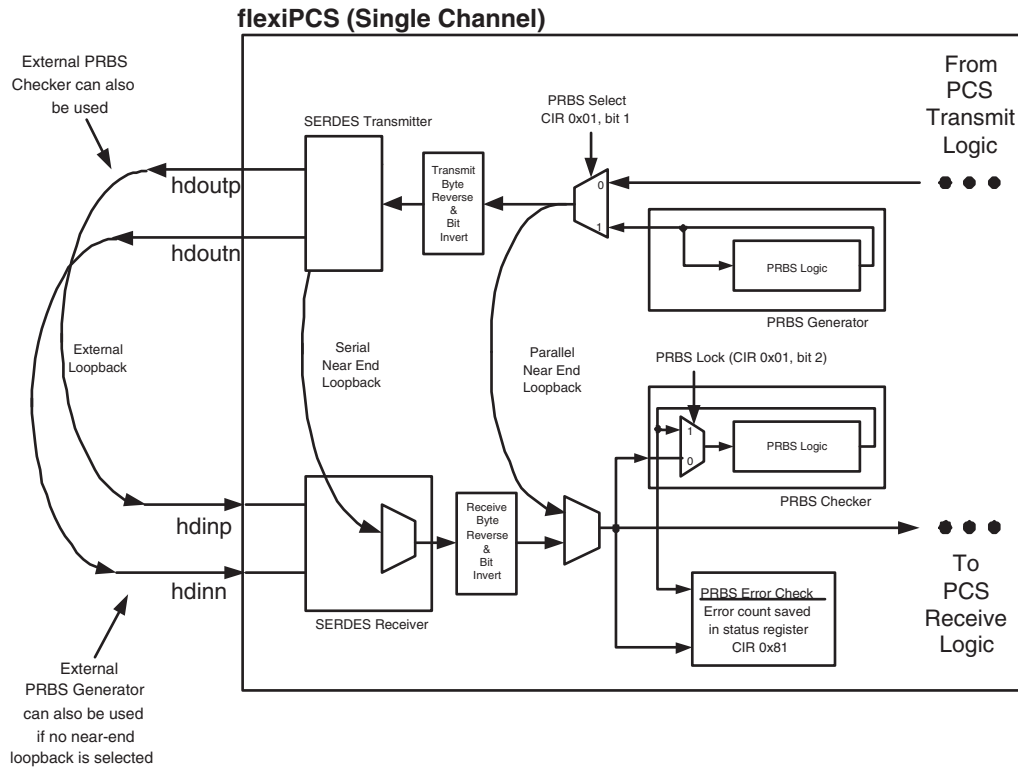 flexiPCS (Single Channel)
External PRBS
Checker can also
be used
SERDES Transmitter
PRBS Select
CIR 0x01, bit 1
From
PCS
Transmit
Logic
hdoutp
hdoutn
Transmit
Byte
Reverse
&
Bit
Invert
0
1
PRBS Logic
PRBS Generator
External
Loopback
Serial
Near End
Loopback
Parallel
Near End
Loopback
PRBS Lock (CIR 0x01, bit 2)
1
0
PRBS Logic
PRBS Checker
hdinp
hdinn
Receive
Byte
Reverse
&
Bit
Invert
SERDES Receiver
PRBS Error Check
Error count saved
in status register
CIR 0x81
To
PCS
Receive
Logic
External
PRBS Generator
can also be used
if no near-end
loopback is selected